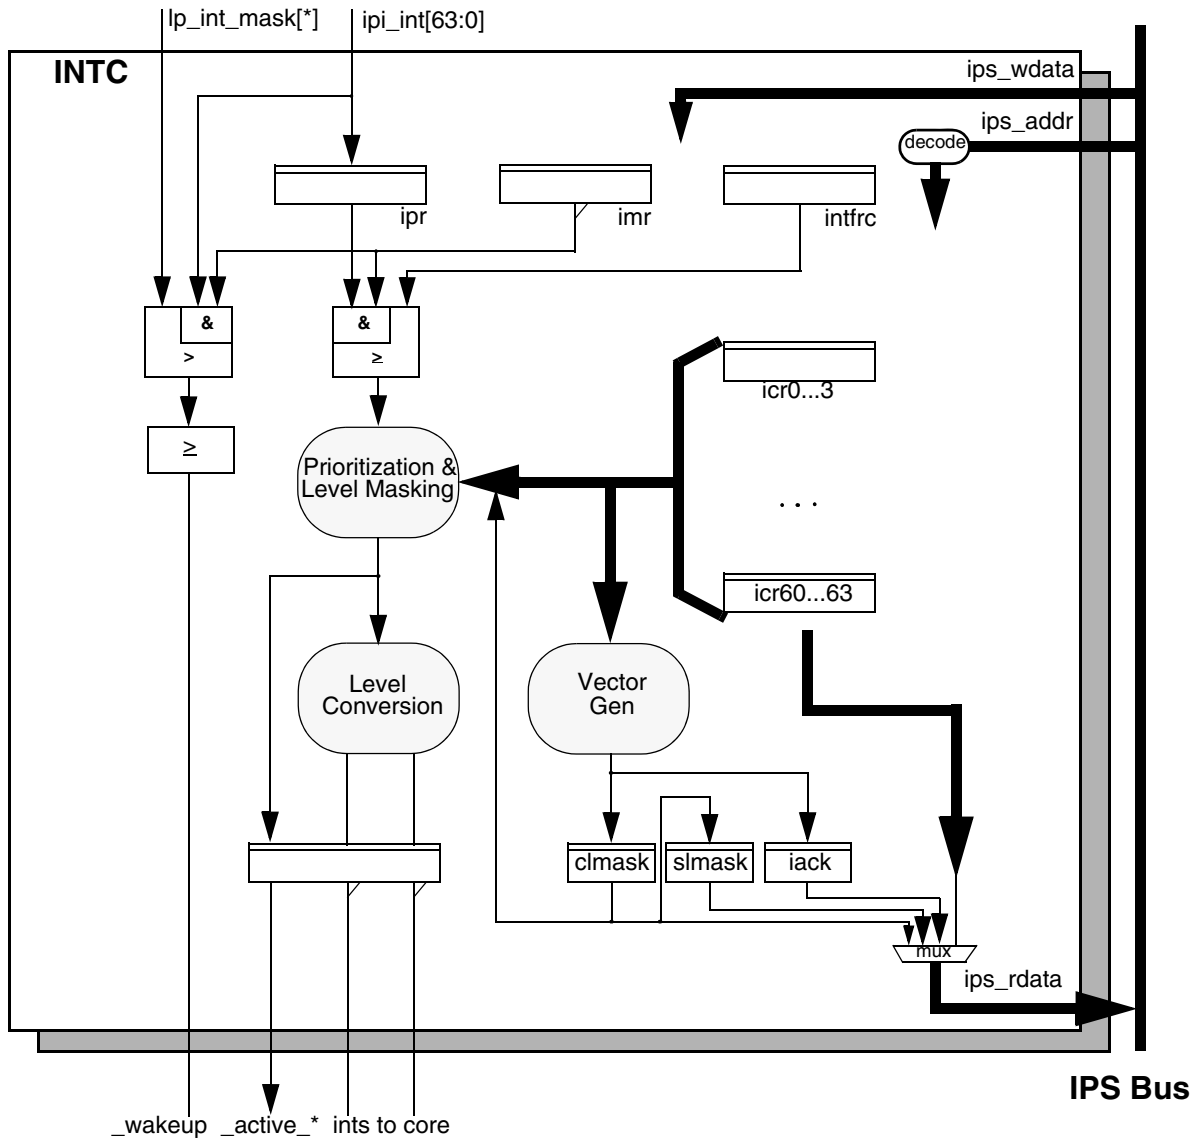 lp_int_mask[*]
ipi_int[63:0]
INTC
ips_wdata
ips_addr
decode
ipr
imr
intfrc
&
>
&
≥
≥
icr0...3
Prioritization &
Level Masking
. . .
icr60...63
Level
Conversion
Vector
Gen
clmask
slmask
iack
mux
ips_rdata
IPS Bus
_wakeup
_active_*
ints to core